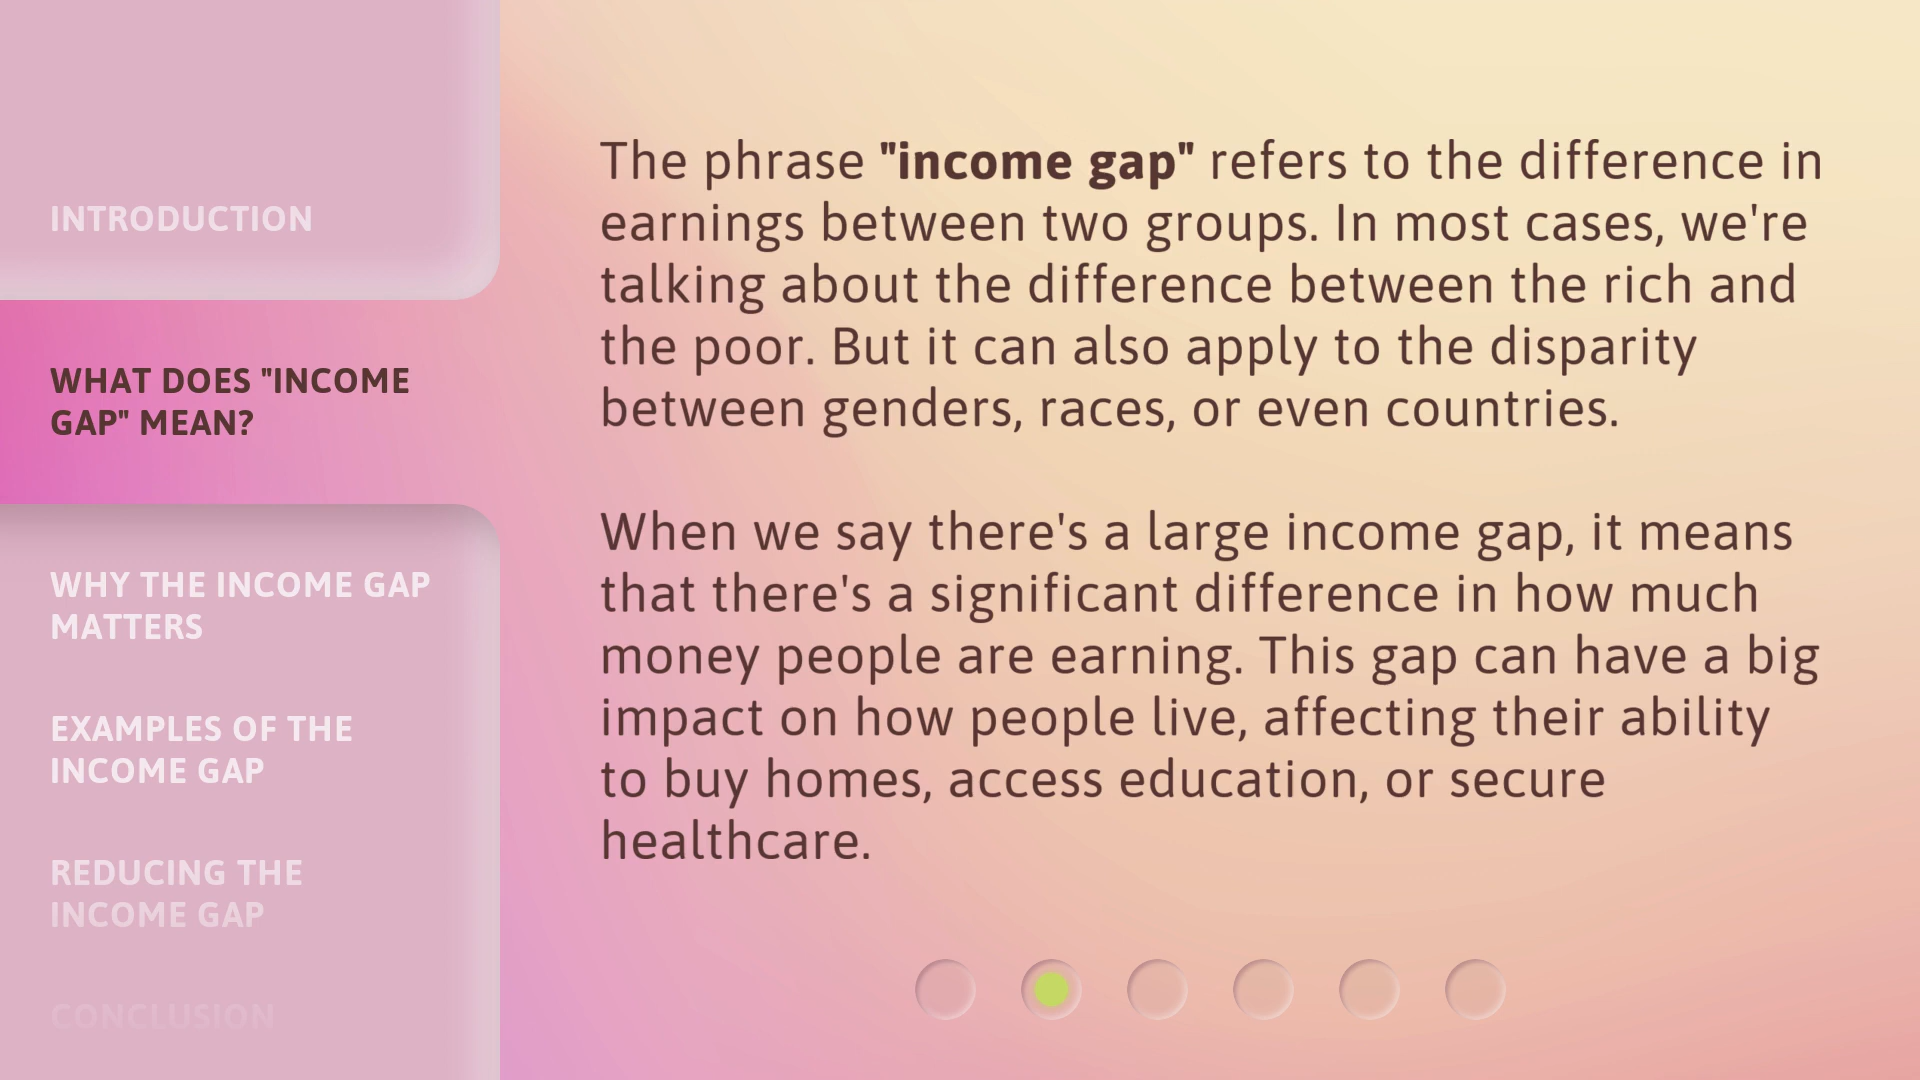 INTRODUCTION
WHAT DOES "INCOME
GAP" MEAN?
WHY THE INCOME GAP
MATTERS
EXAMPLES OF THE
INCOME GAP
REDUCING THE
INCOME GAP
CONCLUSION
The phrase "income gap" refers to the difference in
earnings between two groups. In most cases, we're
talking about the difference between the rich and
the poor. But it can also apply to the disparity
between genders, races, or even countries.
When we say there's a large income gap, it means
that there's a significant difference in how much
money people are earning. This gap can have a big
impact on how people live, affecting their ability
to buy homes, access education, or secure
healthcare.